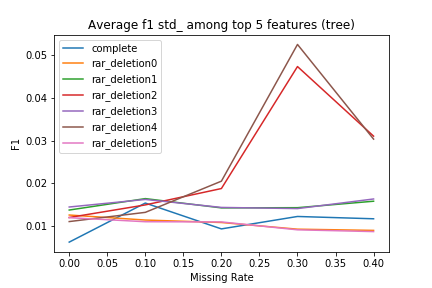 Average f1 std_ among top 5 features (tree)
complete
rar_deletion0
rar_deletion1
rar_deletion2
rar_deletion3
rar_deletion4
rar_deletion5
0.05
0.04
0.03
0.02
0.01
F1
0.00 0.05 0.10 0.15 0.20 0.25 0.30 0.35 0.40
Missing Rate